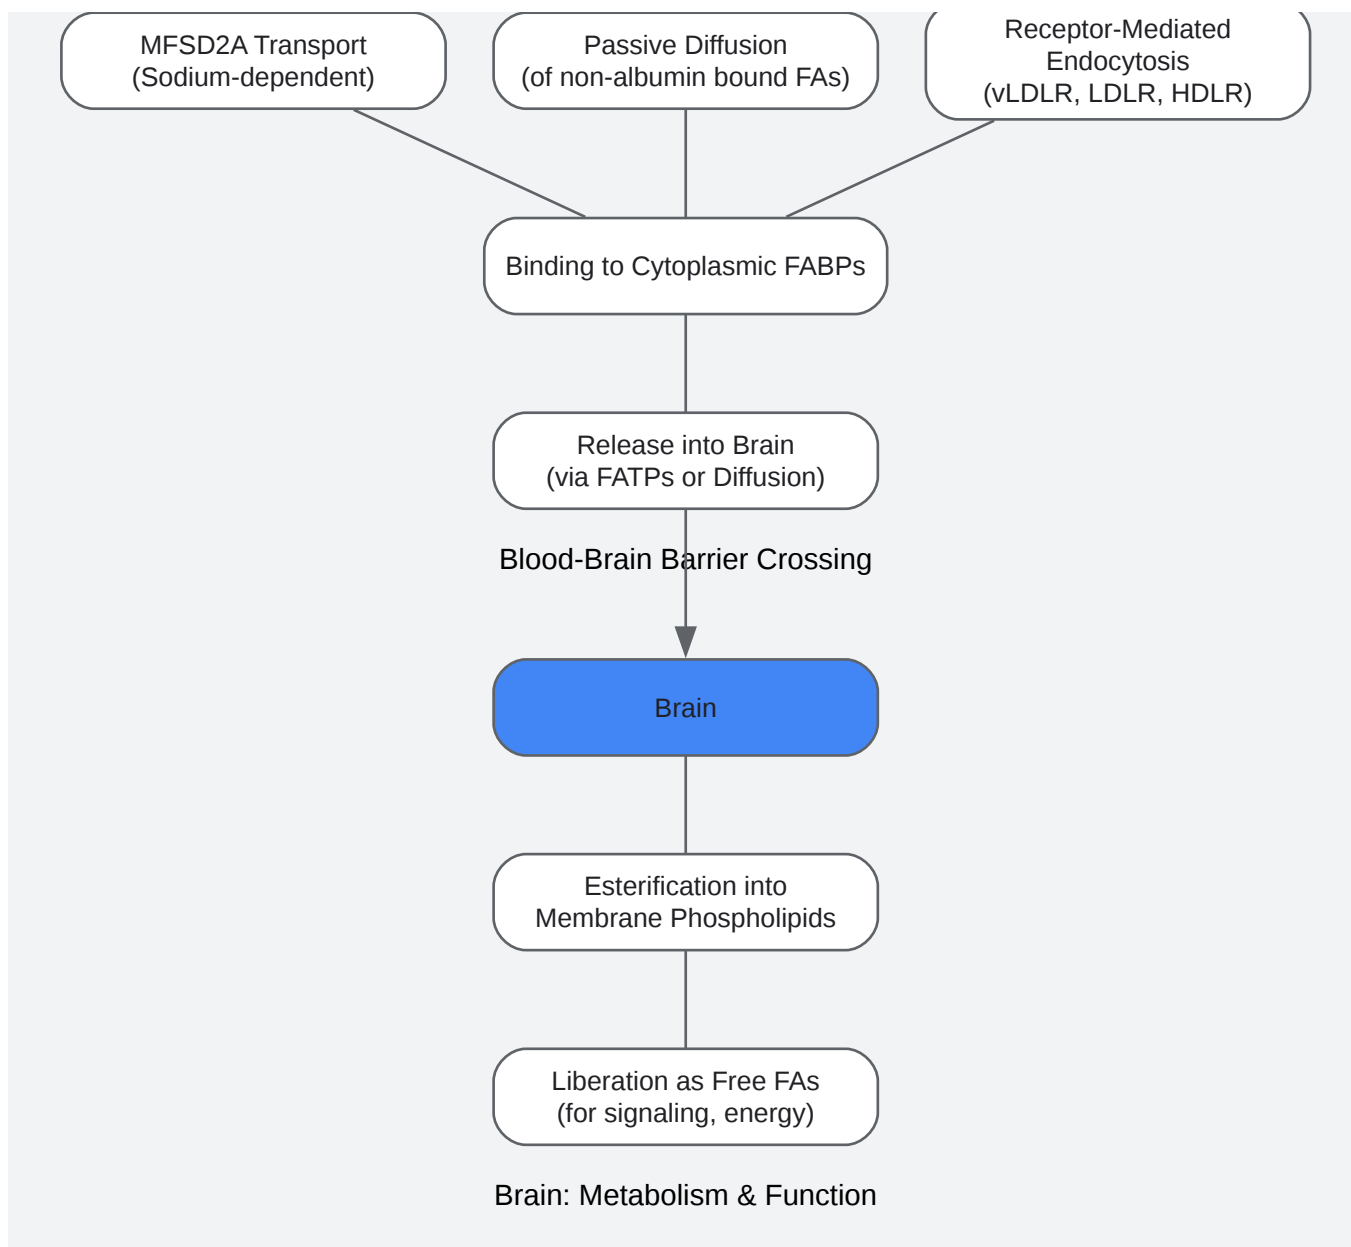 MFSD2A Transport
(Sodium-dependent)
Passive Diffusion
(of non-albumin bound FAs)
Receptor-Mediated
Endocytosis
(vLDLR, LDLR, HDLR)
Binding to Cytoplasmic FABPs
Release into Brain
(via FATPs or Diffusion)
Blood-Brain Barrier Crossing
Brain
Esterification into
Membrane Phospholipids
Liberation as Free FAs
(for signaling, energy)
Brain: Metabolism & Function